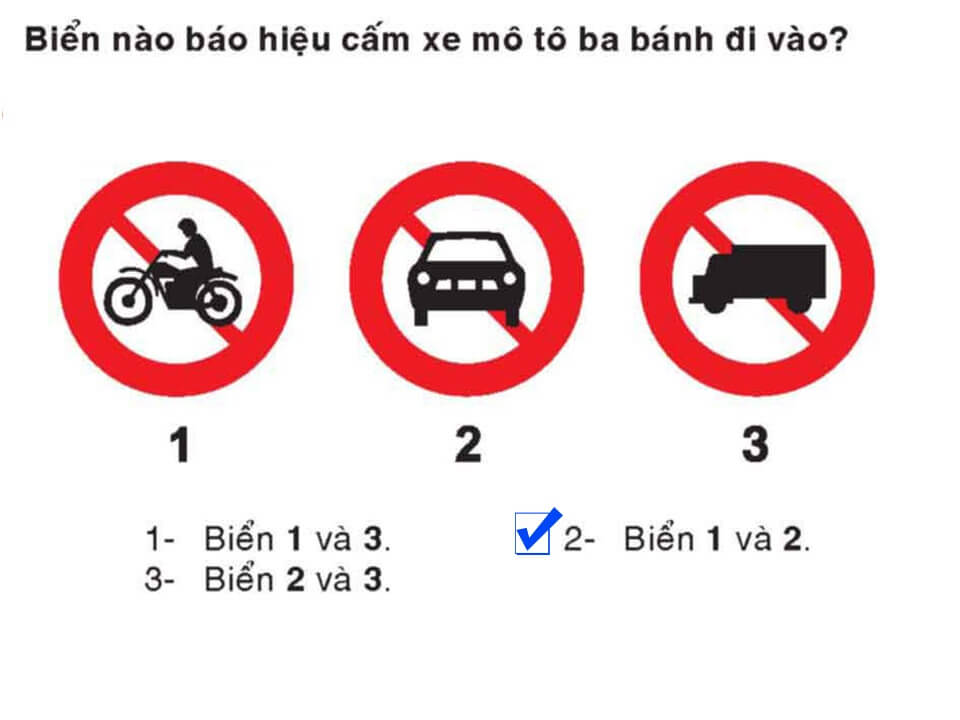 Biển nào báo hiệu cấm xe mô tô ba bánh đi vào?
1 2 3
1- Biển 1 và 3. 2- Biển 1 và 2.
3- Biển 2 và 3.